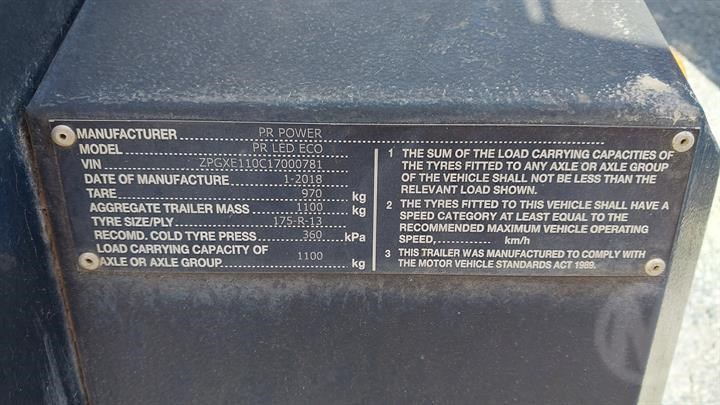 MANUFACTURER PR POWER
MODEL PR LED ECO
VIN ZPGXE110C17000781
DATE OF MANUFACTURE 1-2018
TARE 970 kg
AGGREGATE TRAILER MASS 1100 kg
TYRE SIZE/PLY 175-R-13
RECOMD. COLD TYRE PRESS. 360 kPa
LOAD CARRYING CAPACITY OF
AXLE OR AXLE GROUP 1100 kg
1 THE SUM OF THE LOAD CARRYING CAPACITIES OF
THE TYRES FITTED TO ANY AXLE OR AXLE GROUP
OF THE VEHICLE SHALL NOT BE LESS THAN THE
RELEVANT LOAD SHOWN.
2 THE TYRES FITTED TO THIS VEHICLE SHALL HAVE A
SPEED CATEGORY AT LEAST EQUAL TO THE
RECOMMENDED MAXIMUM VEHICLE OPERATING
SPEED, km/h
3 THIS TRAILER WAS MANUFACTURED TO COMPLY WITH
THE MOTOR VEHICLE STANDARDS ACT 1989.